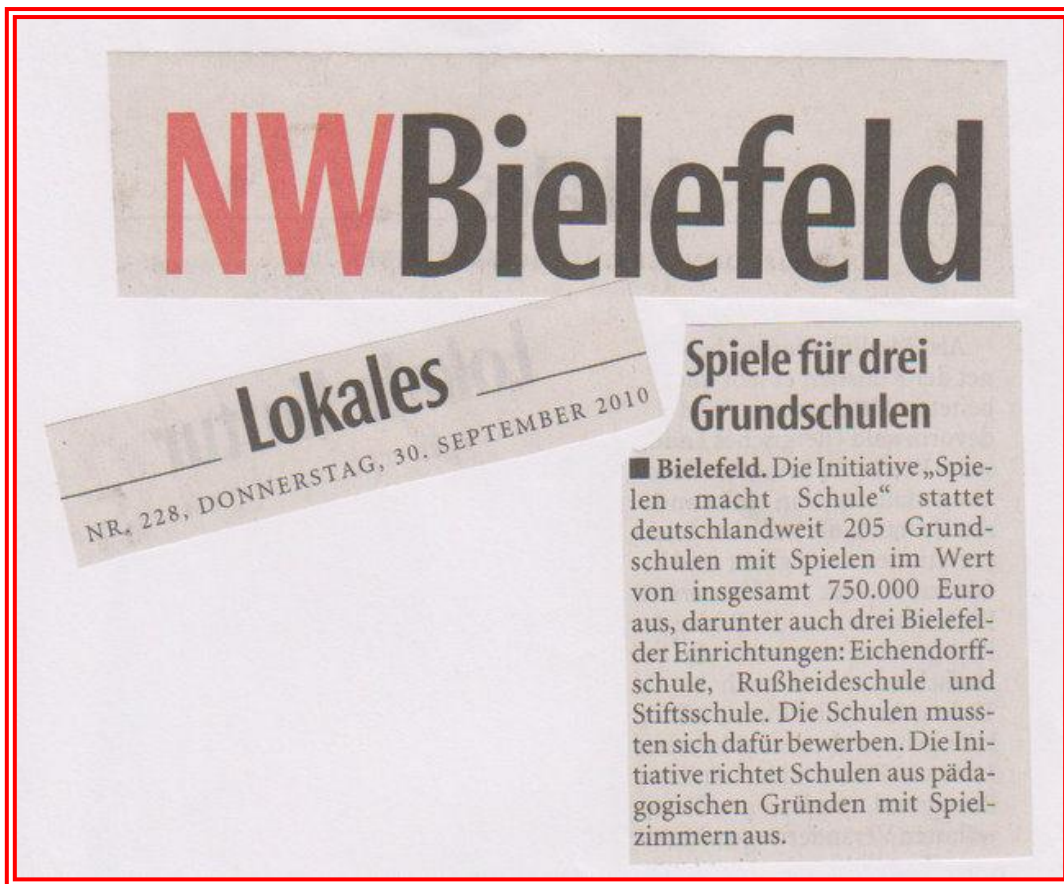 NWBielefeld
Lokales
NR. 228, DONNERSTAG, 30. SEPTEMBER 2010
Spiele für drei
Grundschulen
■ Bielefeld. Die Initiative „Spie-
len macht Schule“ stattet
deutschlandweit 205 Grund-
schulen mit Spielen im Wert
von insgesamt 750.000 Euro
aus, darunter auch drei Bielefel-
der Einrichtungen: Eichendorff-
schule, Rußheideschule und
Stiftsschule. Die Schulen muss-
ten sich dafür bewerben. Die Ini-
tiative richtet Schulen aus päda-
gogischen Gründen mit Spiel-
zimmern aus.